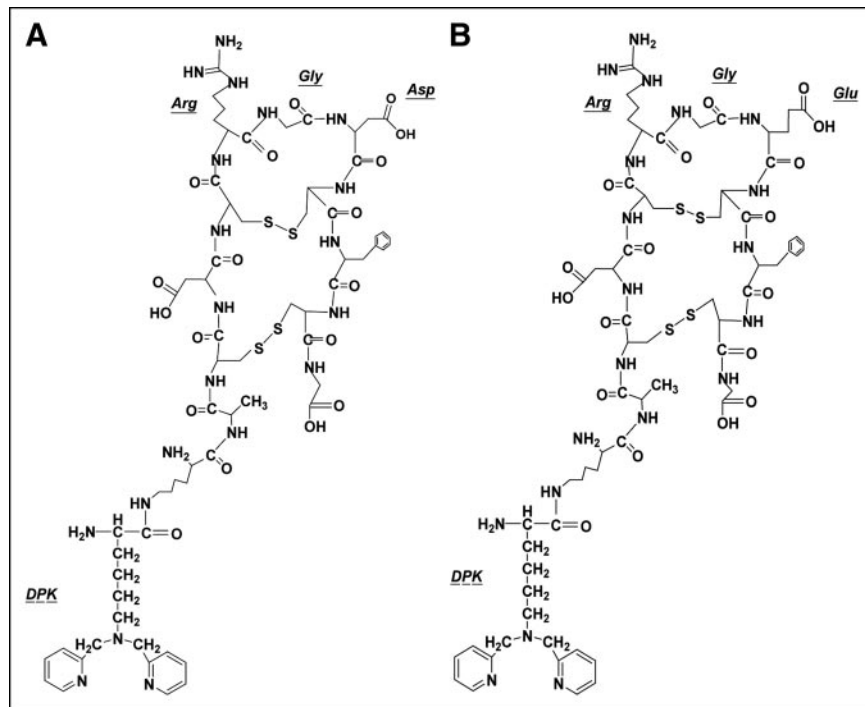 A
NH₂
HN=NH
Gly
Asp
Arg
O
NH
O=C
HN
C=O
OH
C=O
C=O
NH
O=C
NH
NH
S-S
C=O
HN
C=O
O
C
HO
NH
C=O
NH
O=C
S
S
C=O
NH
HN
O=C
CH₃
NH
C=O
OH
NH₂
C=O
HN
H
H₂N-C-C=O
CH₂
CH₂
CH₂
CH₂
DPK
H₂C-N-CH₂
N
N
B
NH₂
HN=NH
Gly
Glu
Arg
O
NH
O=C
HN
C=O
OH
C=O
C=O
NH
O=C
NH
NH
S-S
C=O
HN
C=O
O
C
HO
NH
C=O
NH
O=C
S-S
C=O
NH
HN
O=C
CH₃
NH
C=O
OH
NH₂
C=O
HN
H
H₂N-C-C=O
CH₂
CH₂
CH₂
CH₂
DPK
H₂C-N-CH₂
N
N